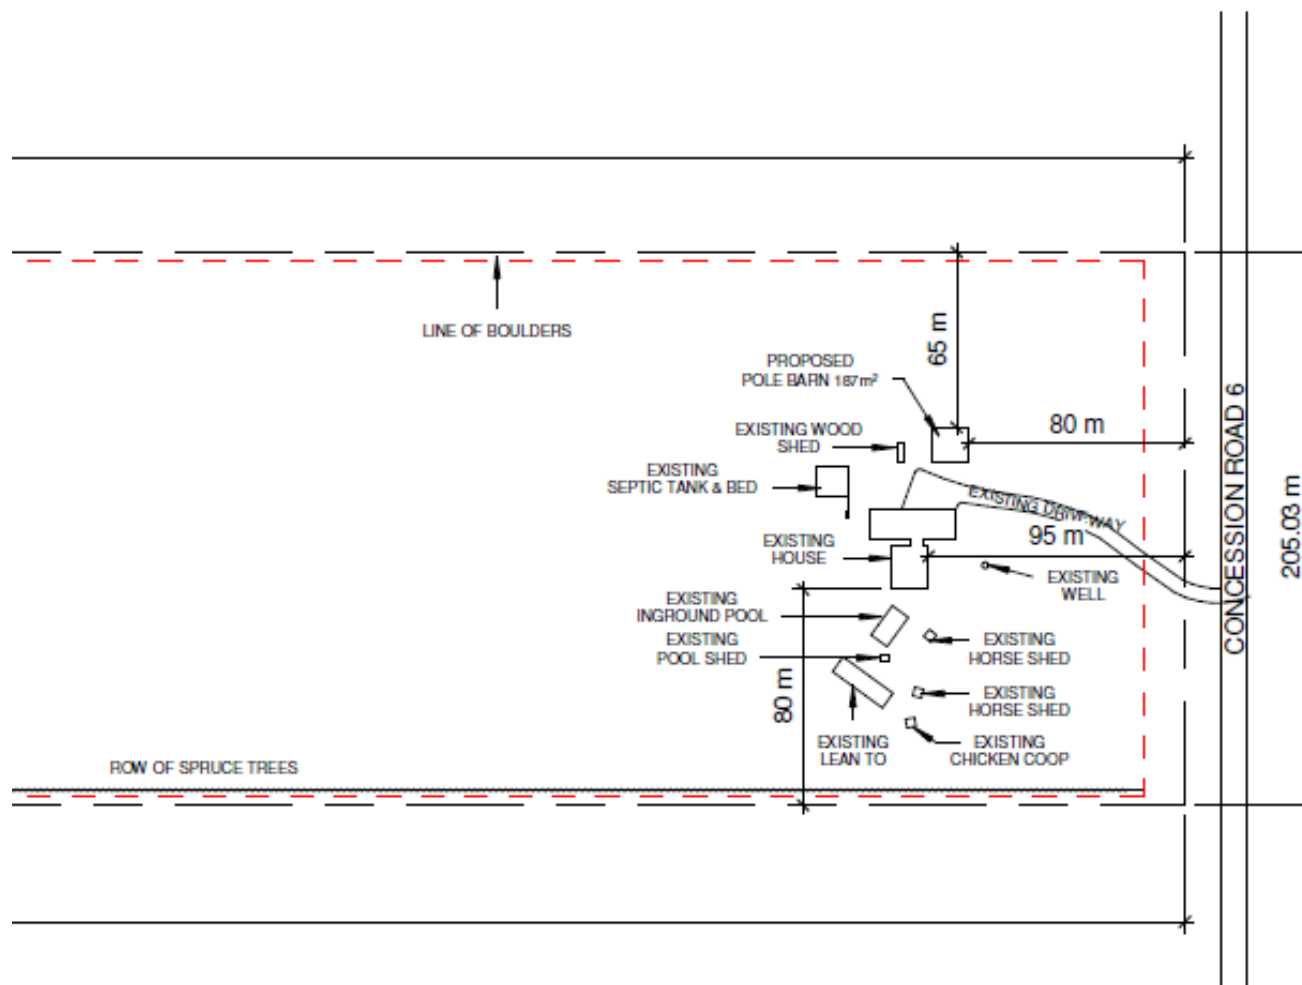 LINE OF BOULDERS
65 m
PROPOSED
POLE BARN 187m²
EXISTING WOOD
SHED
80 m
EXISTING
SEPTIC TANK & BED
EXISTING DRIVEWAY
CONCESSION ROAD 6
205.03 m
EXISTING
HOUSE
95 m
EXISTING
WELL
EXISTING
INGROUND POOL
EXISTING
POOL SHED
EXISTING
HORSE SHED
80 m
EXISTING
HORSE SHED
EXISTING
LEAN TO
EXISTING
CHICKEN COOP
ROW OF SPRUCE TREES